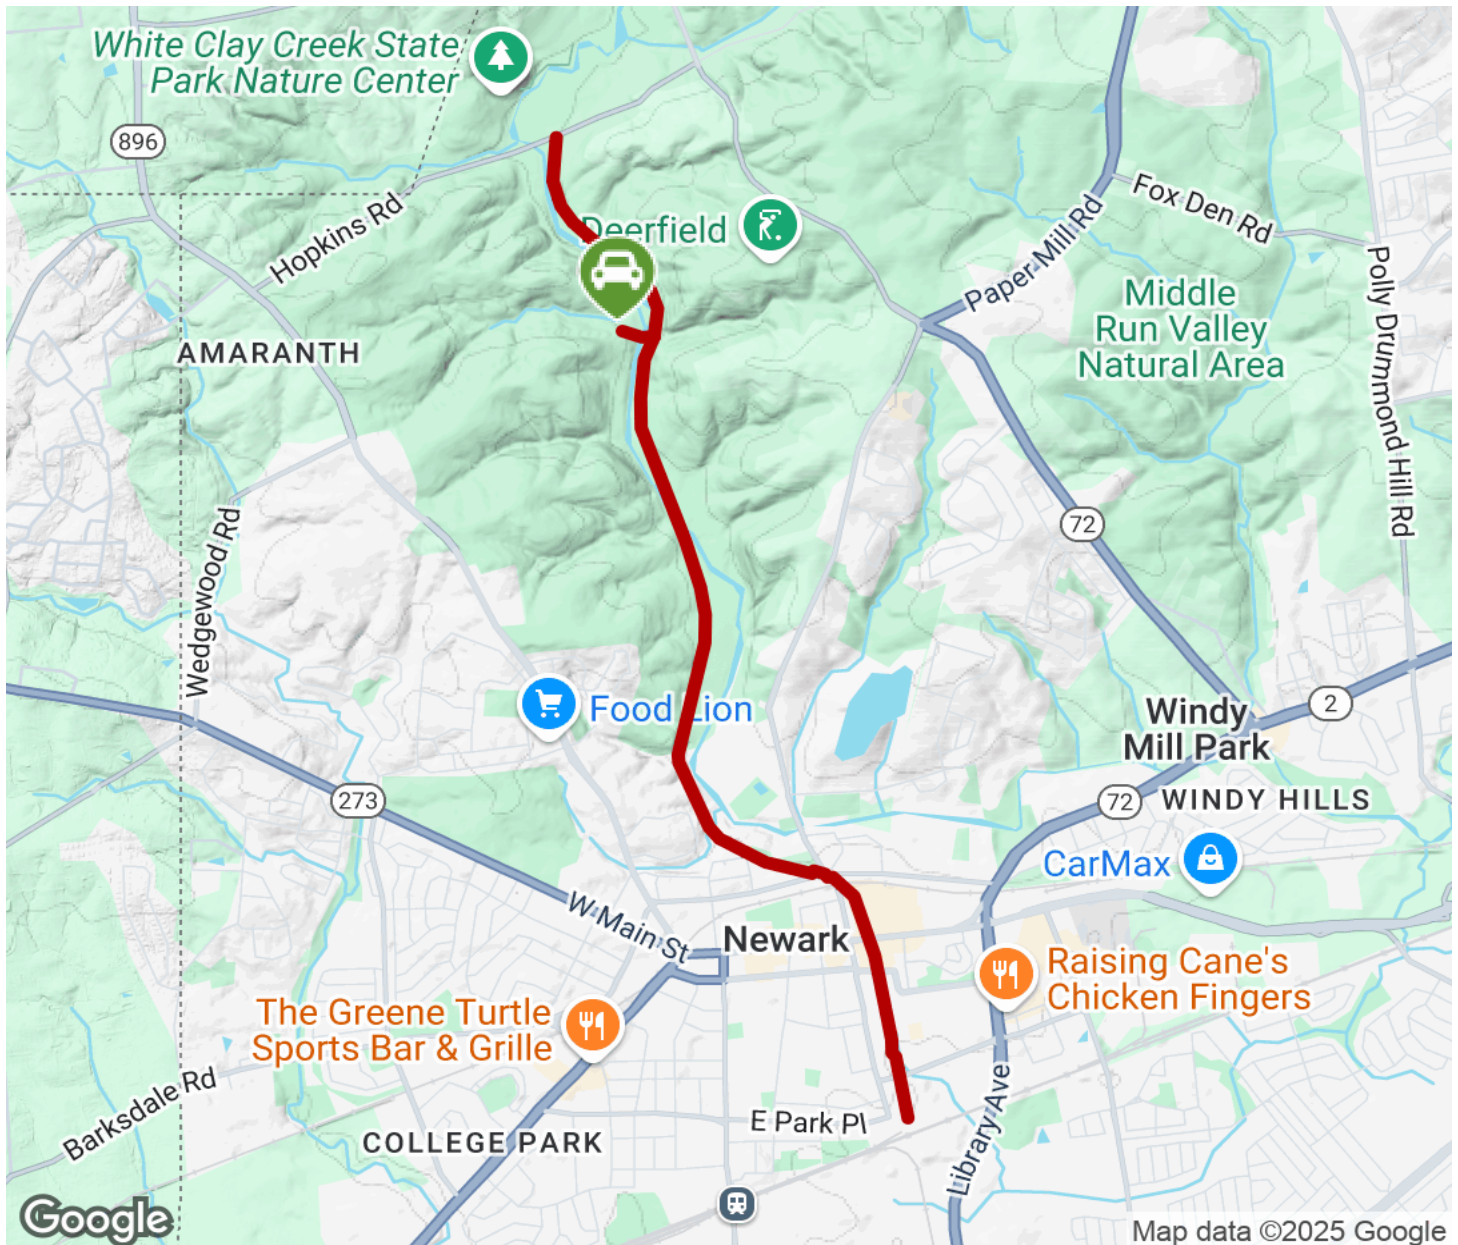 White Clay Creek State
Park Nature Center
896
Hopkins Rd
Deerfield
Fox Den Rd
Paper Mill Rd
Polly Drummond Hill Rd
Middle
Run Valley
Natural Area
AMARANTH
Wedgewood Rd
72
Food Lion
2
Windy
Mill Park
273
72
WINDY HILLS
CarMax
W Main St
Newark
Raising Cane's
Chicken Fingers
The Greene Turtle
Sports Bar & Grille
Barksdale Rd
E Park Pl
Library Ave
COLLEGE PARK
Google
Map data ©2025 Google